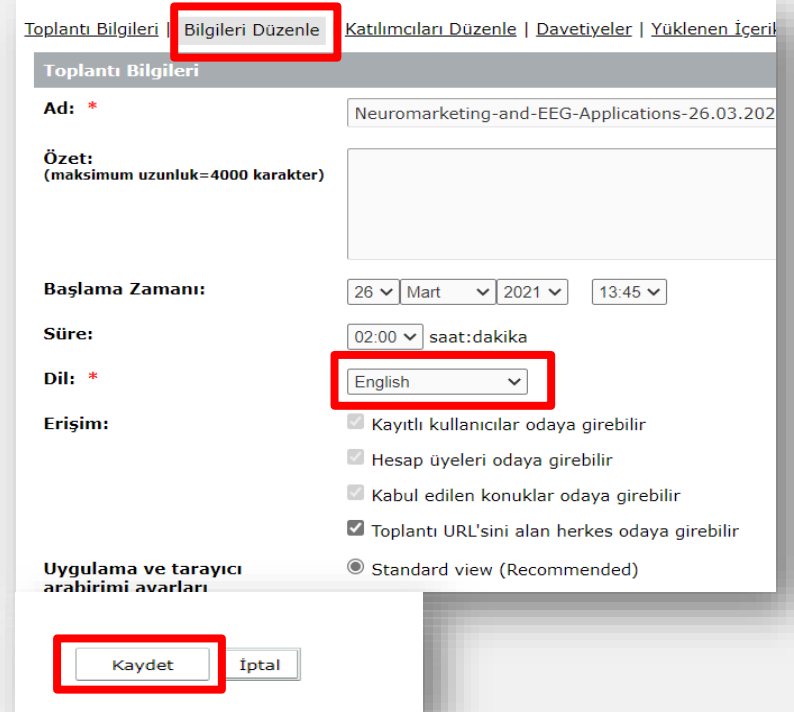 Toplantı Bilgileri | Bilgileri Düzenle | Katılımcıları Düzenle | Davetiyeler | Yüklenen İçerik
Toplantı Bilgileri
Ad: * Neuromarketing-and-EEG-Applications-26.03.202
Özet:
(maksimum uzunluk=4000 karakter)
Başlama Zamanı: 26 Mart 2021 13:45
Süre: 02:00 saat:dakika
Dil: * English
Erişim: Kayıtlı kullanıcılar odaya girebilir
Hesap üyeleri odaya girebilir
Kabul edilen konuklar odaya girebilir
Toplantı URL'sini alan herkes odaya girebilir
Uygulama ve tarayıcı Standard view (Recommended)
arabirimi ayarları
Kaydet İptal